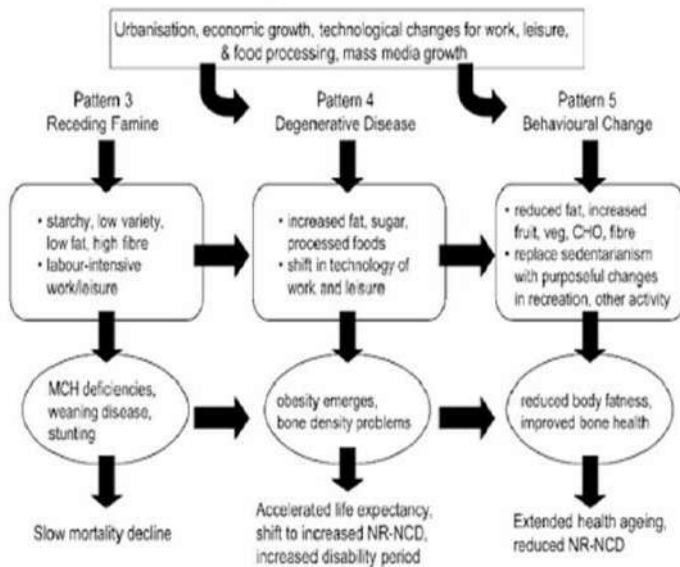 Urbanisation, economic growth, technological changes for work, leisure,
& food processing, mass media growth
Pattern 3
Receding Famine
Pattern 4
Degenerative Disease
Pattern 5
Behavioural Change
• starchy, low variety,
low fat, high fibre
• labour-intensive
work/leisure
• increased fat, sugar,
processed foods
• shift in technology of
work and leisure
• reduced fat, increased
fruit, veg, CHO, fibre
• replace sedentarianism
with purposeful changes
in recreation, other activity
MCH deficiencies,
weaning disease,
stunting
obesity emerges,
bone density problems
reduced body fatness,
improved bone health
Slow mortality decline
Accelerated life expectancy,
shift to increased NR-NCD,
increased disability period
Extended health ageing,
reduced NR-NCD